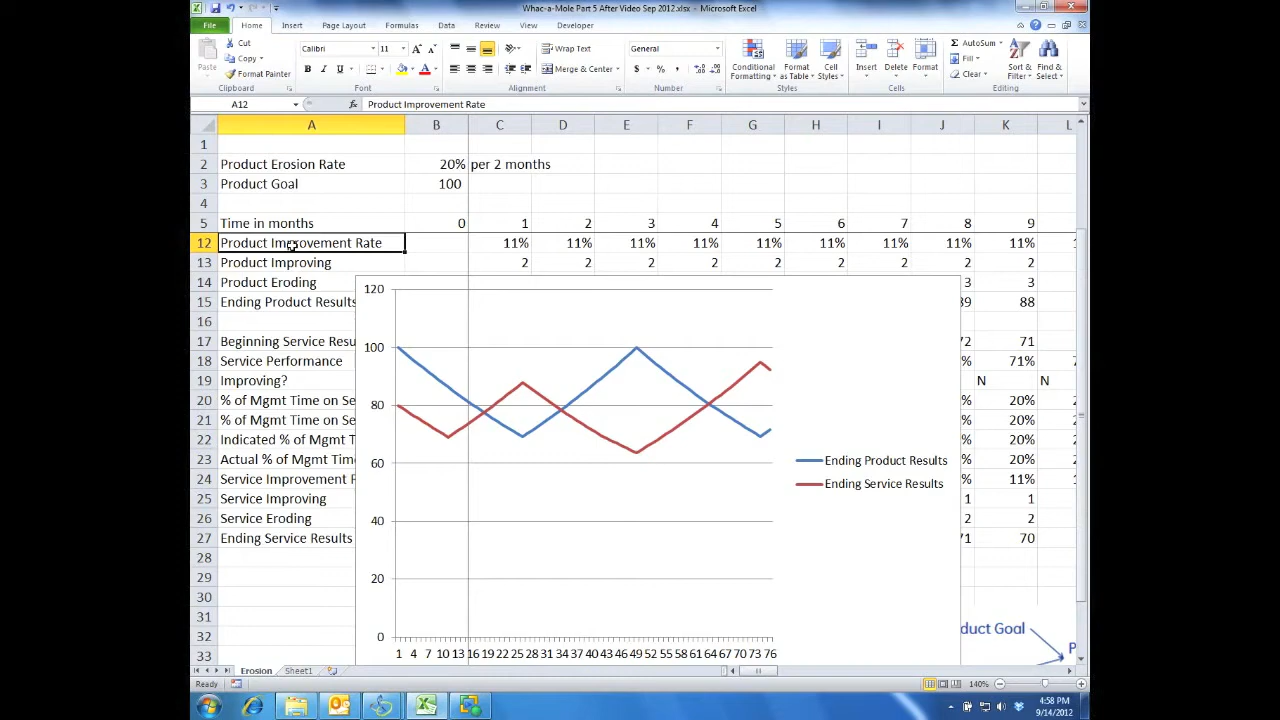 Whac-a-Mole Part 5 After Video Sep 2012.xlsx - Microsoft Excel
File Home Insert Page Layout Formulas Data Review View Developer
Cut Calibri 11 Wrap Text General AutoSum
Copy Fill
Paste Format Painter Merge & Center Conditional Formatting Format as Table Cell Styles Insert Delete Format Clear Sort & Filter Find & Select
Clipboard Font Alignment Number Styles Cells Editing
A12 fx Product Improvement Rate
A B C D E F G H I J K L
1
2 Product Erosion Rate 20% per 2 months
3 Product Goal 100
4
5 Time in months 0 1 2 3 4 5 6 7 8 9
12 Product Improvement Rate 11% 11% 11% 11% 11% 11% 11% 11% 11% 1
13 Product Improving 2 2 2 2 2 2 2 2 2
14 Product Eroding 3 3
15 Ending Product Results 39 88
16
17 Beginning Service Resu 72 71
18 Service Performance % 71% 7
19 Improving? N N
20 % of Mgmt Time on Se % 20% 2
21 % of Mgmt Time on Se % 20% 2
22 Indicated % of Mgmt T % 20% 2
23 Actual % of Mgmt Time % 20% 2
24 Service Improvement F % 11% 1
25 Service Improving 1 1
26 Service Eroding 2 2
27 Ending Service Results 71 70
28
29
30
31
32
33
120
100
80
60
40
20
0
1 4 7 10 13 16 19 22 25 28 31 34 37 40 43 46 49 52 55 58 61 64 67 70 73 76
Ending Product Results
Ending Service Results
duct Goal
P
Erosion Sheet1
Ready 140%
4:58 PM
9/14/2012